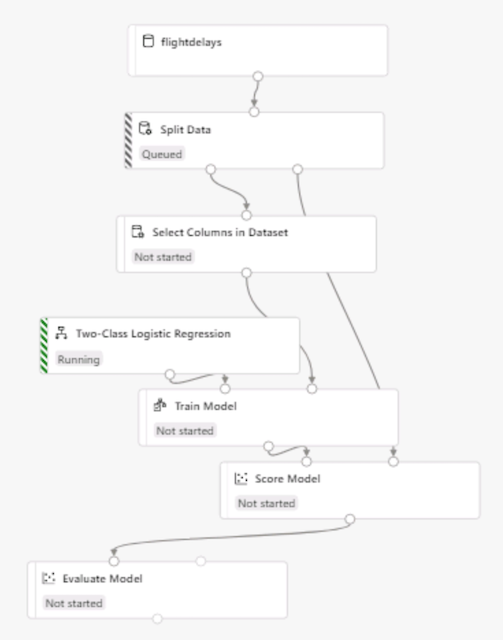 flightdelays
Split Data
Queued
Select Columns in Dataset
Not started
Two-Class Logistic Regression
Running
Train Model
Not started
Score Model
Not started
Evaluate Model
Not started